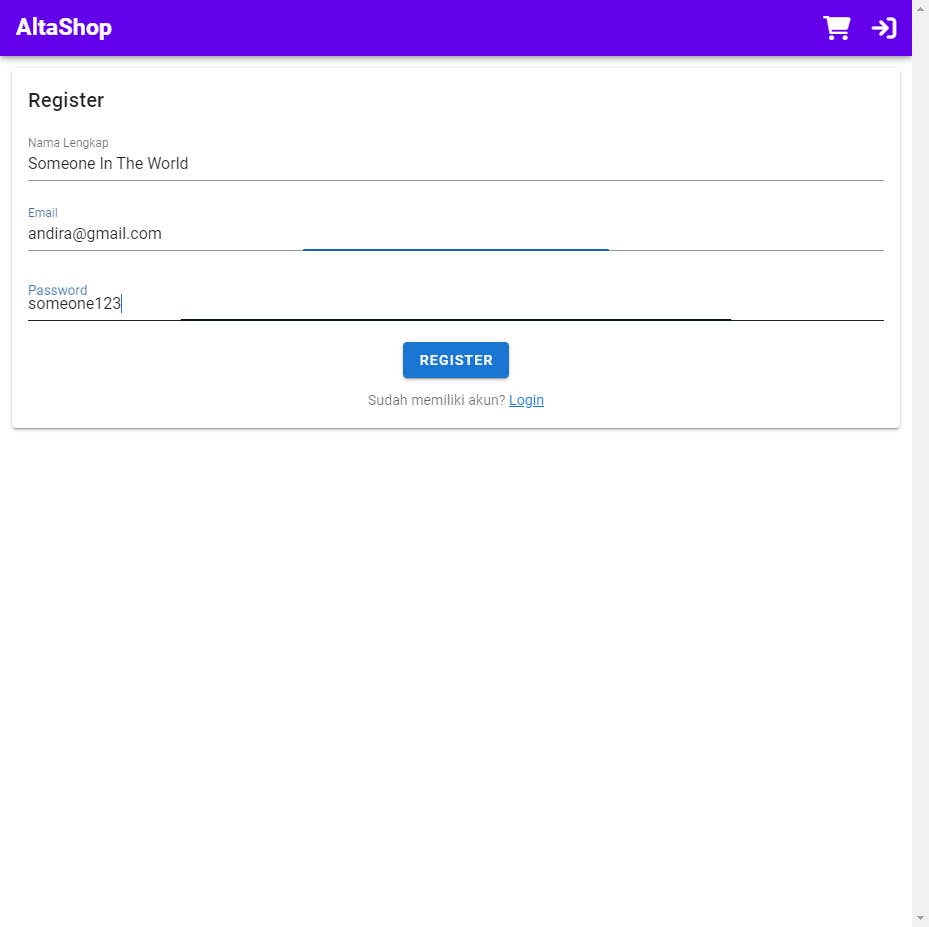 AltaShop
Register
Nama Lengkap
Someone In The World
Email
andira@gmail.com
Password
someone123
REGISTER
Sudah memiliki akun? Login